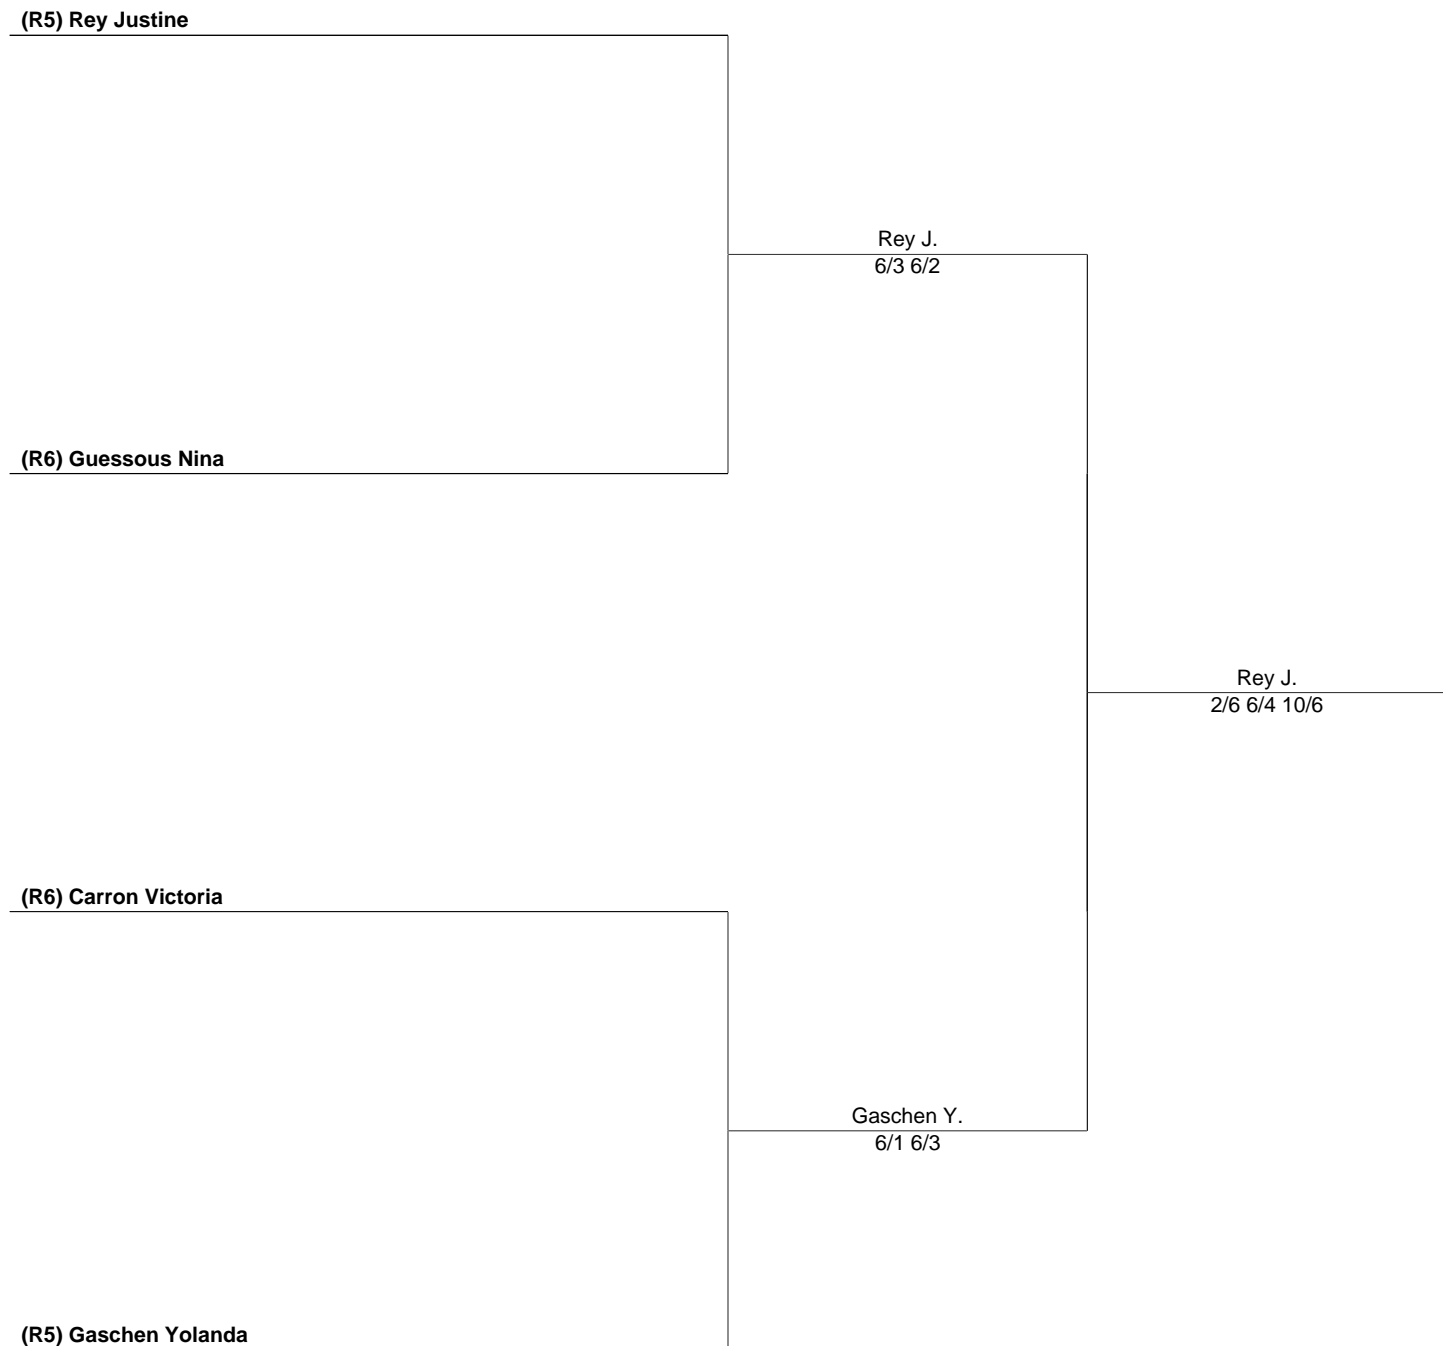 (R5) Rey Justine
Rey J.
6/3 6/2
(R6) Guessous Nina
Rey J.
2/6 6/4 10/6
(R6) Carron Victoria
Gaschen Y.
6/1 6/3
(R5) Gaschen Yolanda